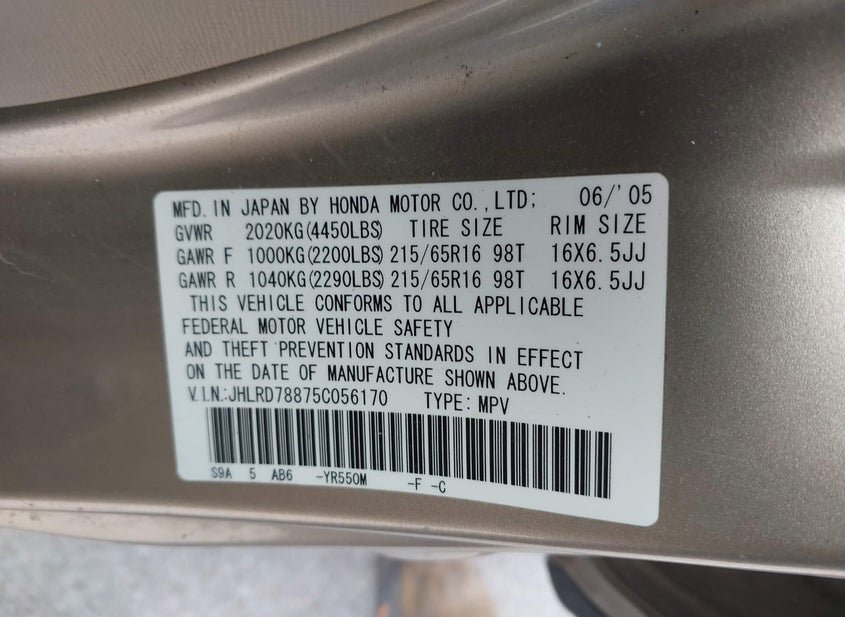 MFD. IN JAPAN BY HONDA MOTOR CO.,LTD; 06/'05
GVWR 2020KG(4450LBS) TIRE SIZE RIM SIZE
GAWR F 1000KG(2200LBS) 215/65R16 98T 16X6.5JJ
GAWR R 1040KG(2290LBS) 215/65R16 98T 16X6.5JJ
THIS VEHICLE CONFORMS TO ALL APPLICABLE
FEDERAL MOTOR VEHICLE SAFETY
AND THEFT PREVENTION STANDARDS IN EFFECT
ON THE DATE OF MANUFACTURE SHOWN ABOVE.
V.I.N.:JHLRD78875C056170 TYPE: MPV
S9A 5 AB6 -YR550M -F -C